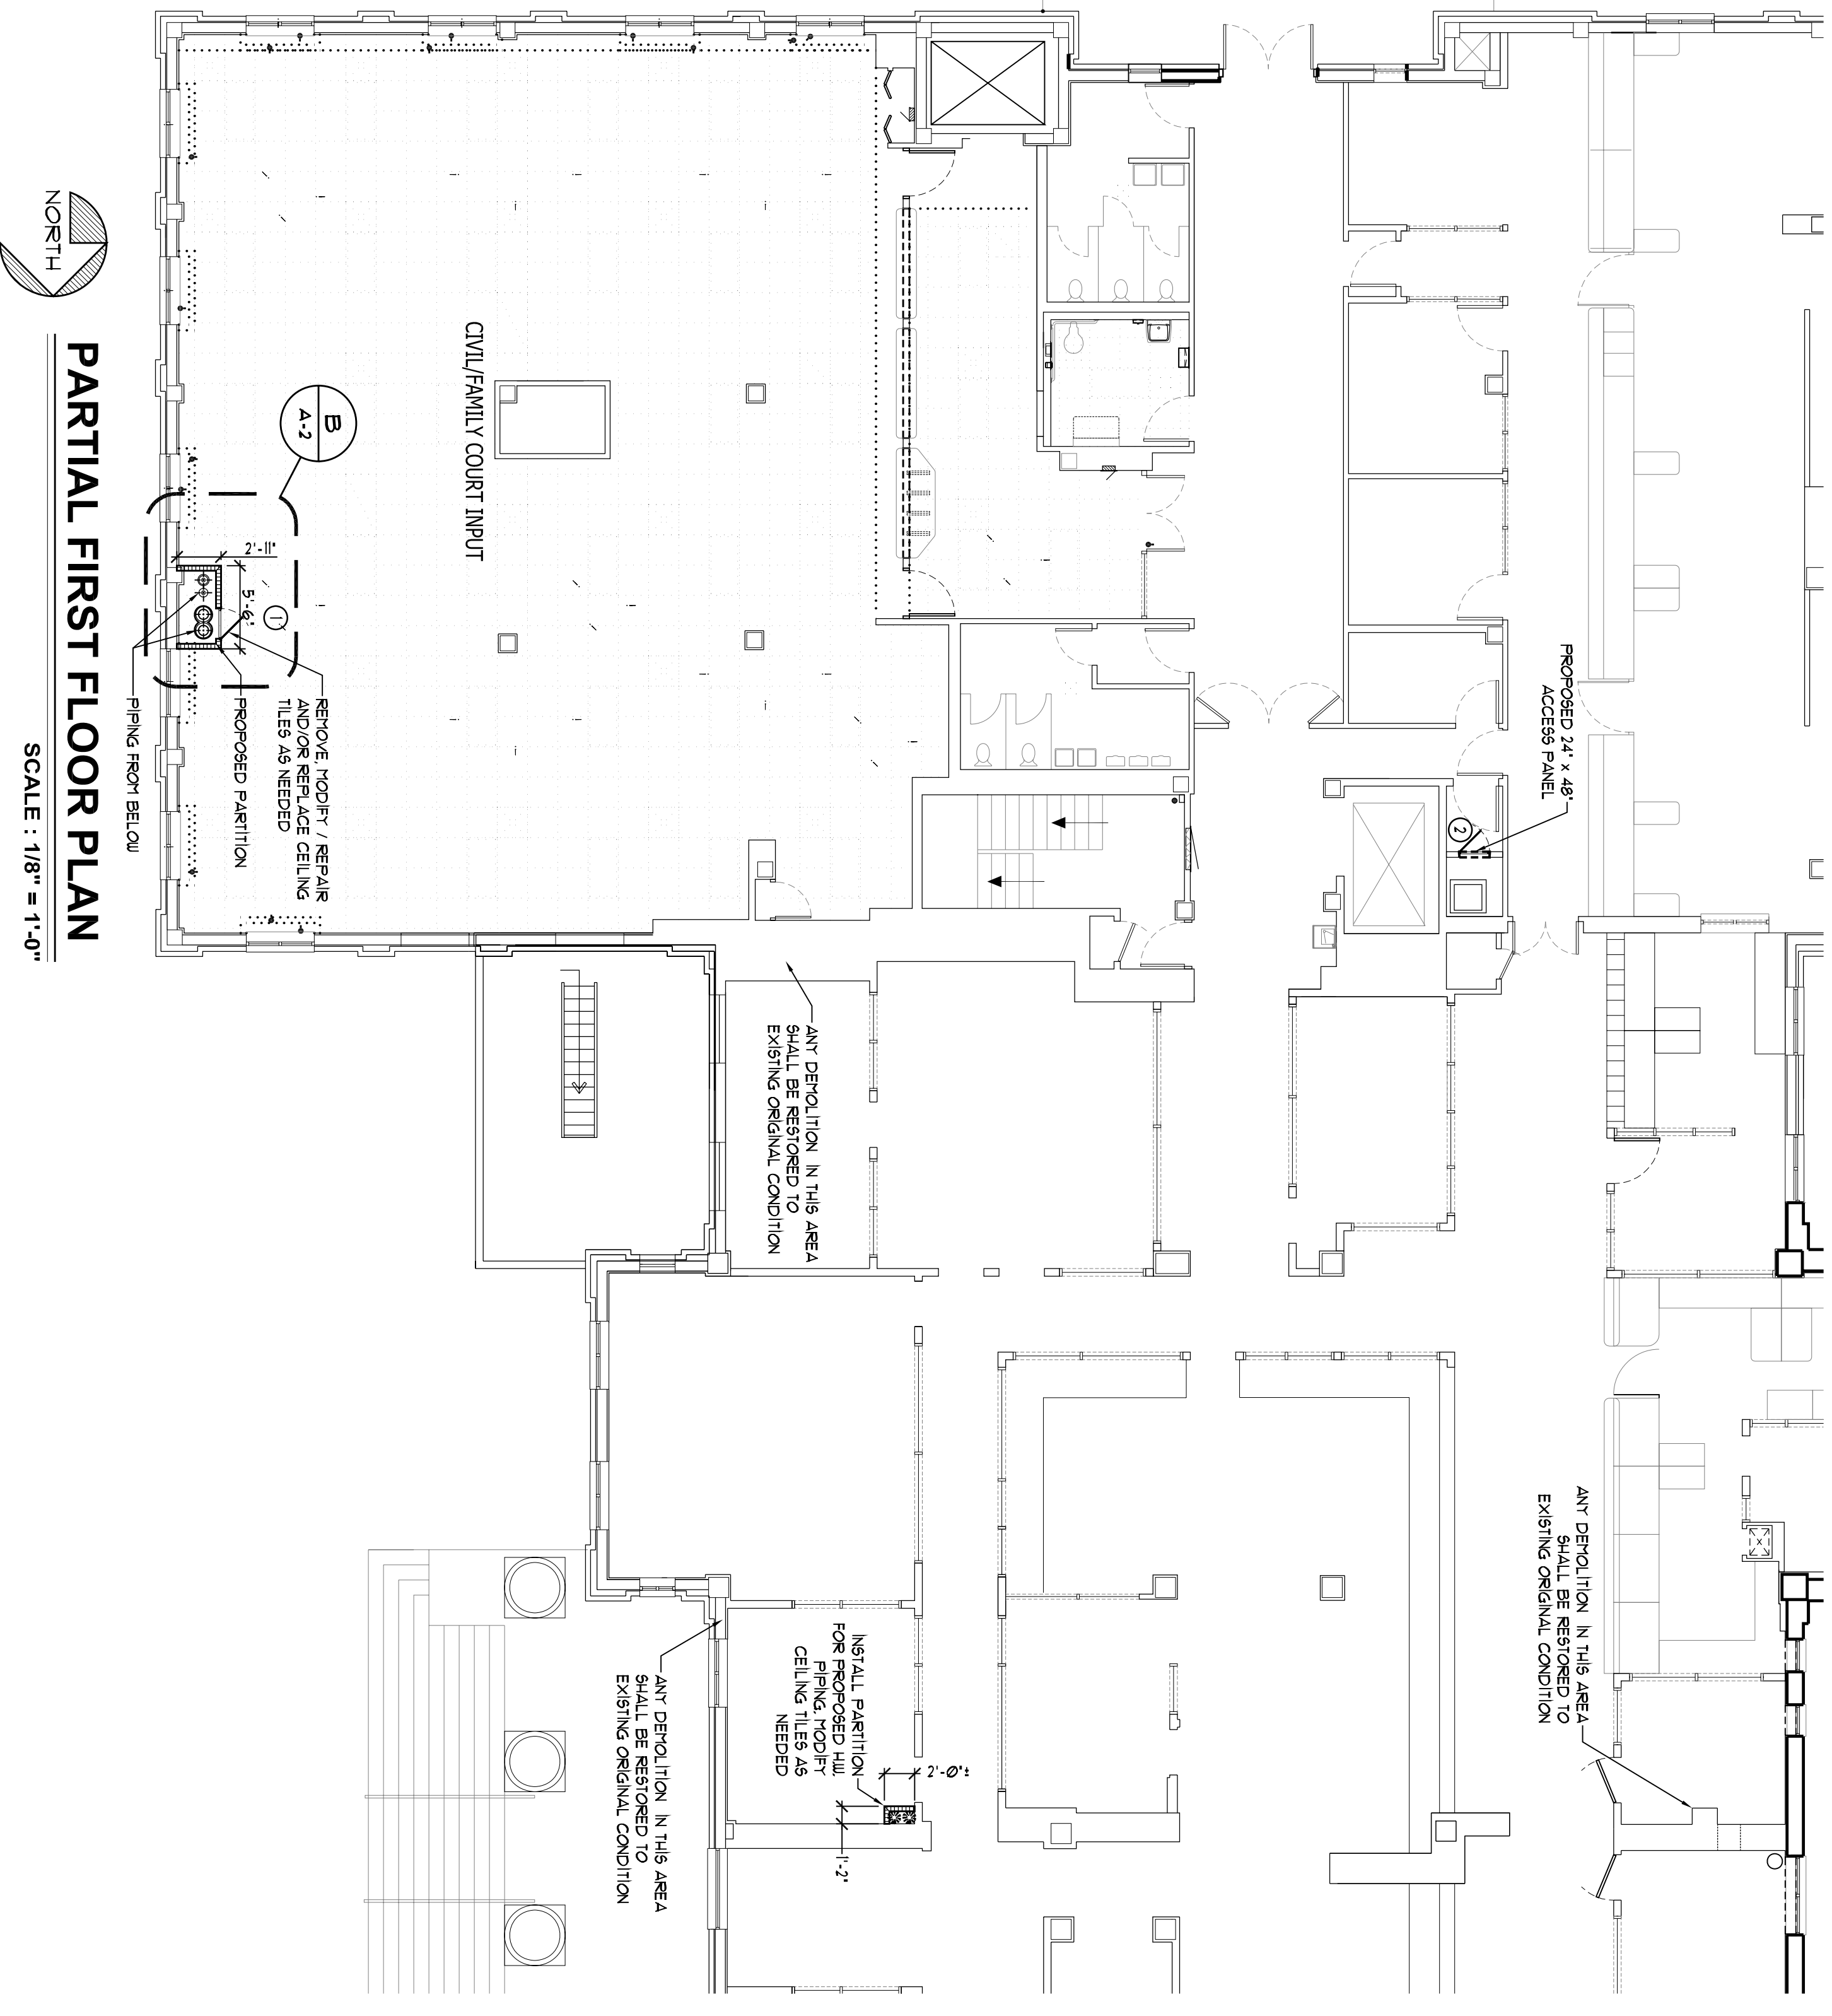 PARTIAL FIRST FLOOR PLAN
SCALE : 1/8" = 1'-0"
NORTH
CIVIL/FAMILY COURT INPUT
B
A-2
2'-11"
5'-6"
1
REMOVE, MODIFY / REPAIR
AND/OR REPLACE CEILING
TILES AS NEEDED
PROPOSED PARTITION
PIPING FROM BELOW
PROPOSED 24" x 48"
ACCESS PANEL
2
ANY DEMOLITION IN THIS AREA
SHALL BE RESTORED TO
EXISTING ORIGINAL CONDITION
ANY DEMOLITION IN THIS AREA
SHALL BE RESTORED TO
EXISTING ORIGINAL CONDITION
INSTALL PARTITION
FOR PROPOSED H.W.
PIPING, MODIFY
CEILING TILES AS
NEEDED
2'-0"±
1'-2"
ANY DEMOLITION IN THIS AREA
SHALL BE RESTORED TO
EXISTING ORIGINAL CONDITION